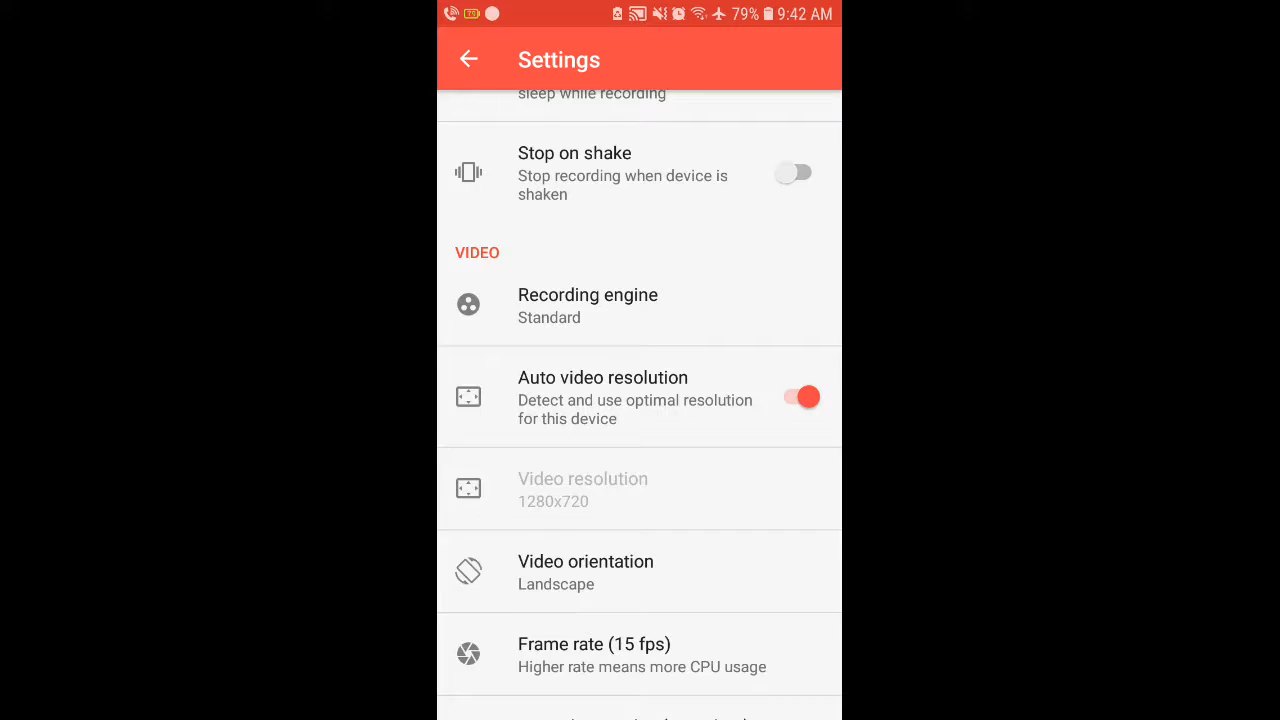 79% 9:42 AM
Settings
sleep while recording
Stop on shake
Stop recording when device is
shaken
VIDEO
Recording engine
Standard
Auto video resolution
Detect and use optimal resolution
for this device
Video resolution
1280x720
Video orientation
Landscape
Frame rate (15 fps)
Higher rate means more CPU usage